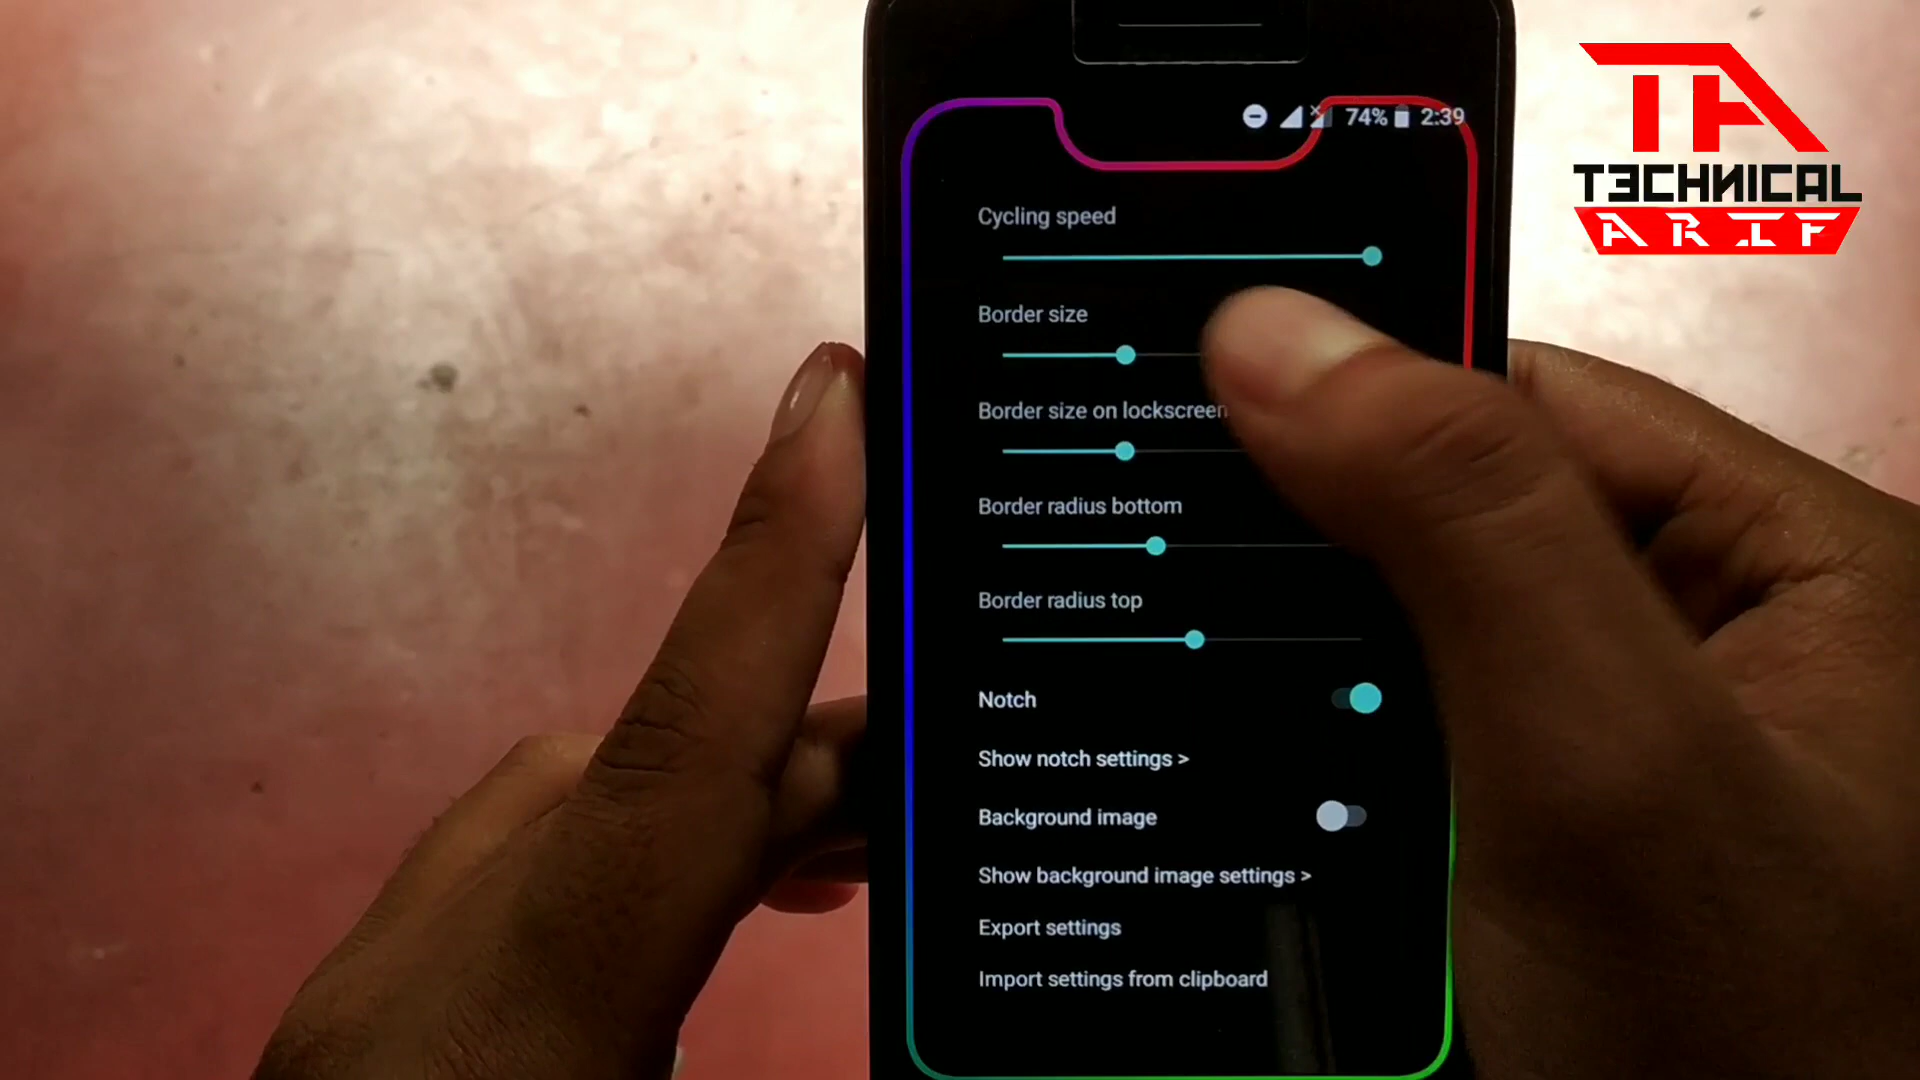 74% 2:39
TA
TECHNICAL
ARIF
Cycling speed
Border size
Border size on lockscreen
Border radius bottom
Border radius top
Notch
Show notch settings >
Background image
Show background image settings >
Export settings
Import settings from clipboard